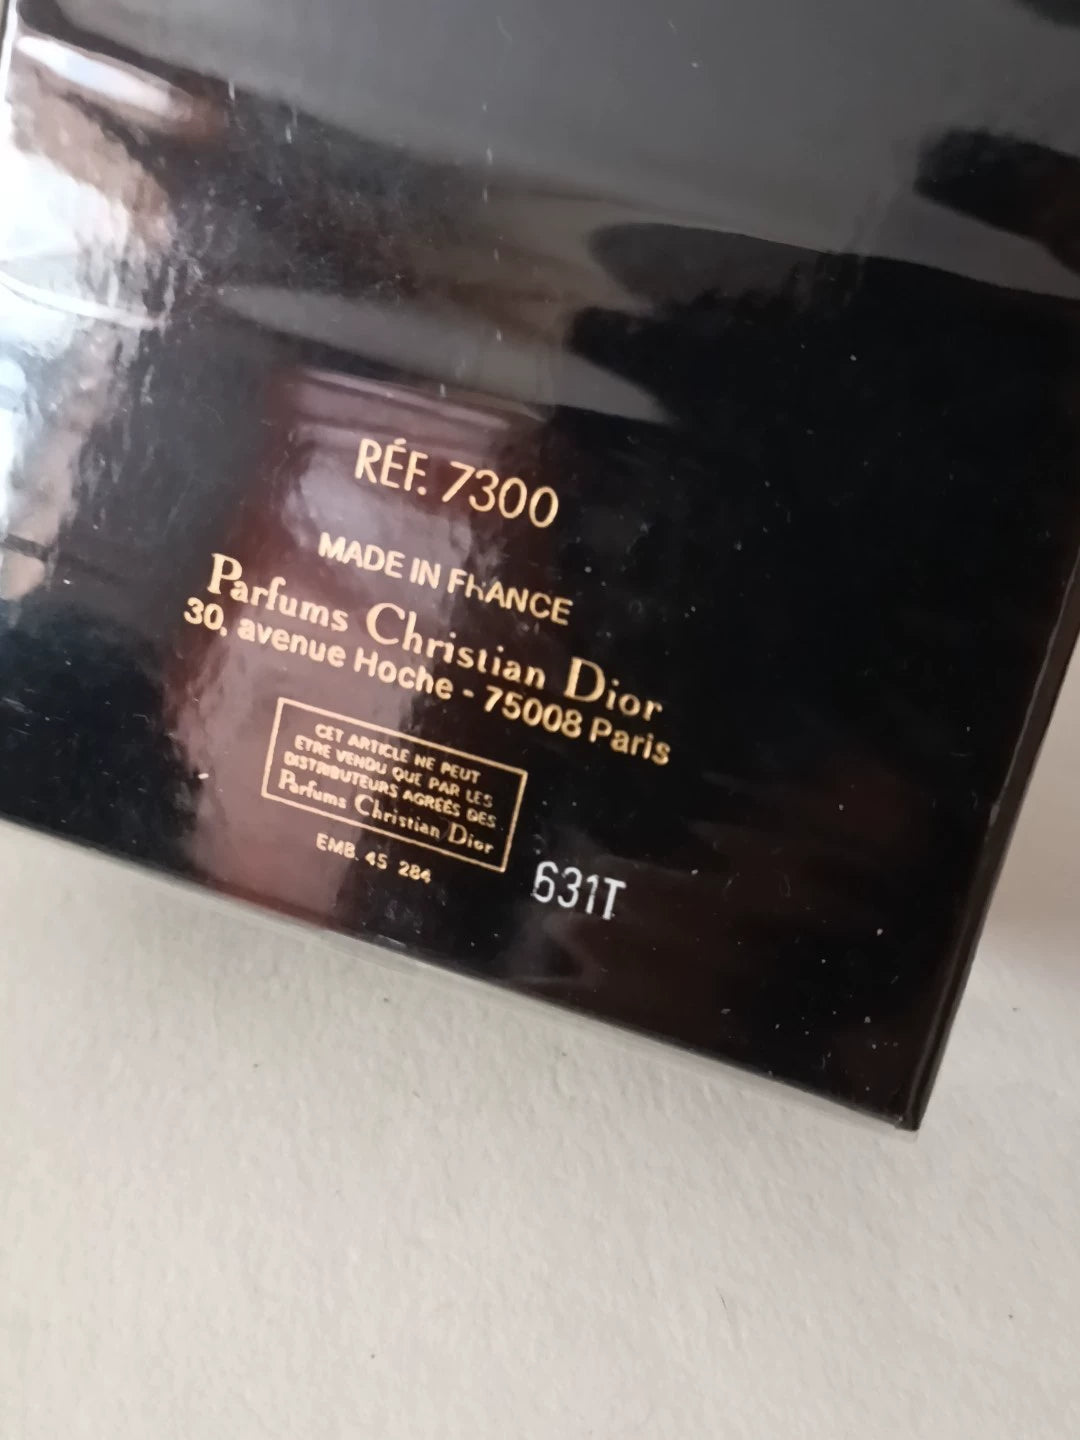 RÉF. 7300
MADE IN FRANCE
Parfums Christian Dior
30, avenue Hoche - 75008 Paris
CET ARTICLE NE PEUT
ETRE VENDU QUE PAR LES
DISTRIBUTEURS AGREÉS DES
Parfums Christian Dior
EMB. 45 284
631T